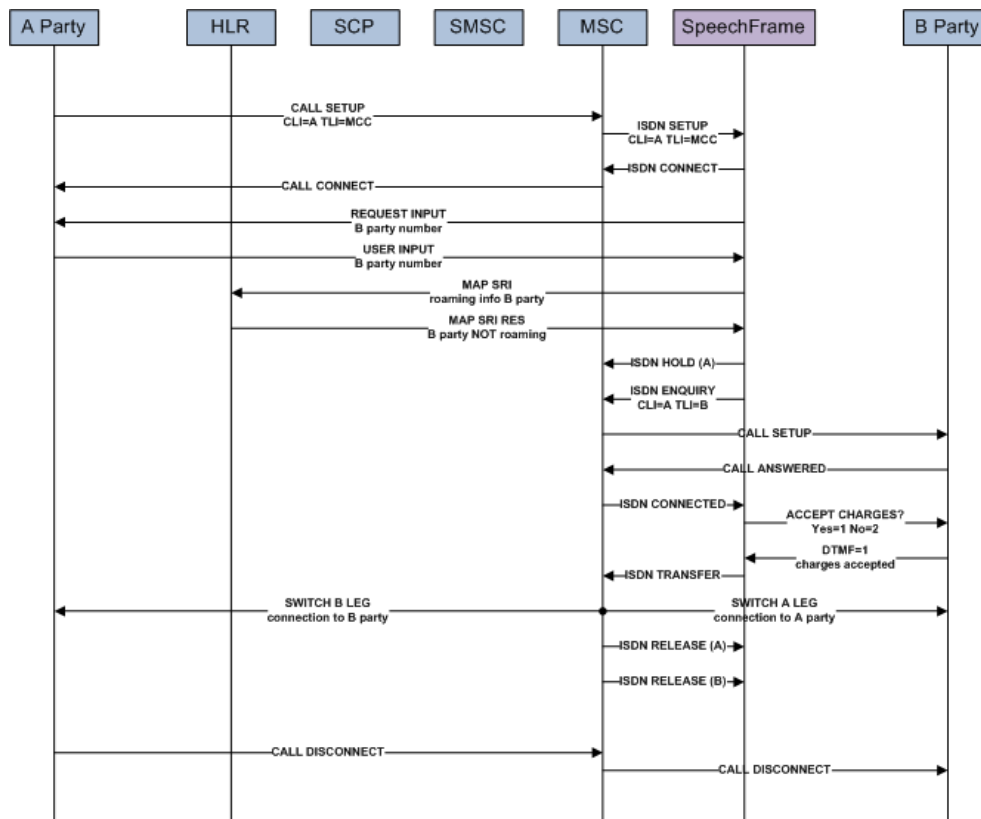 A Party
HLR
SCP
SMSC
MSC
SpeechFrame
B Party
CALL SETUP
CLI=A TLI=MCC
ISDN SETUP
CLI=A TLI=MCC
ISDN CONNECT
CALL CONNECT
REQUEST INPUT
B party number
USER INPUT
B party number
MAP SRI
roaming info B party
MAP SRI RES
B party NOT roaming
ISDN HOLD (A)
ISDN ENQUIRY
CLI=A TLI=B
CALL SETUP
CALL ANSWERED
ISDN CONNECTED
ACCEPT CHARGES?
Yes=1 No=2
DTMF=1
charges accepted
ISDN TRANSFER
SWITCH B LEG
connection to B party
SWITCH A LEG
connection to A party
ISDN RELEASE (A)
ISDN RELEASE (B)
CALL DISCONNECT
CALL DISCONNECT